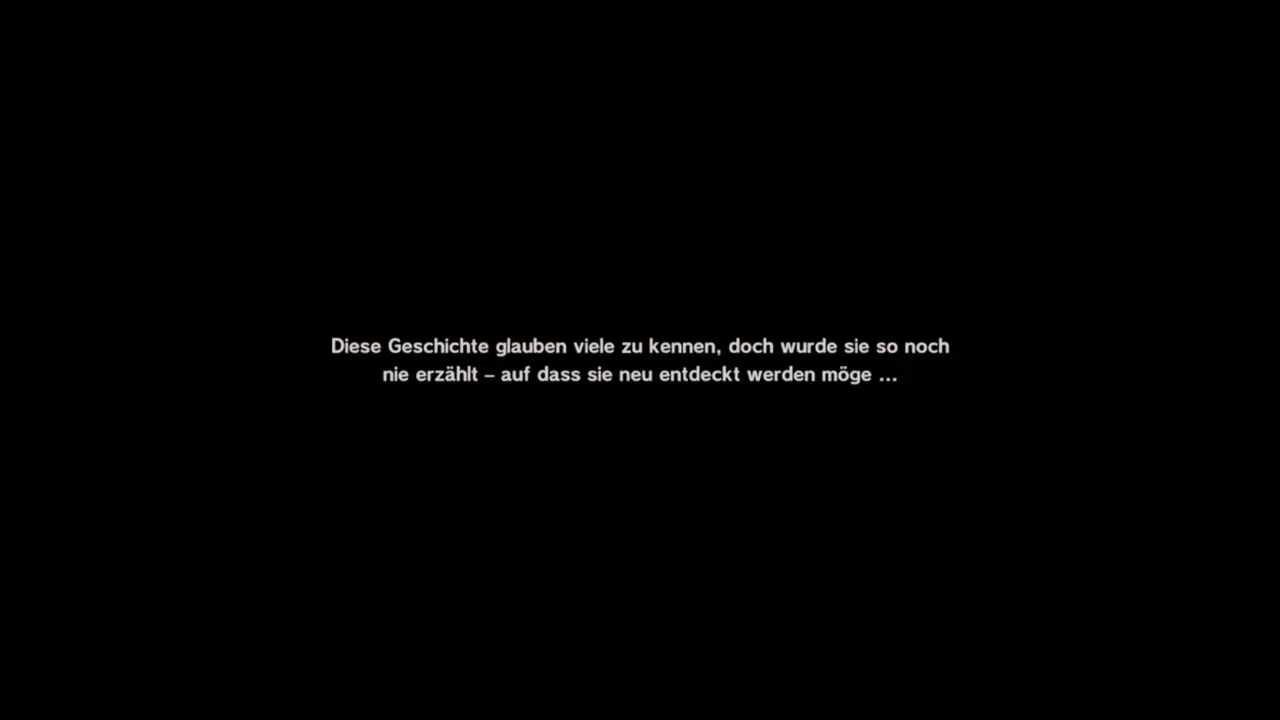 Diese Geschichte glauben viele zu kennen, doch wurde sie so noch
nie erzählt – auf dass sie neu entdeckt werden möge ...